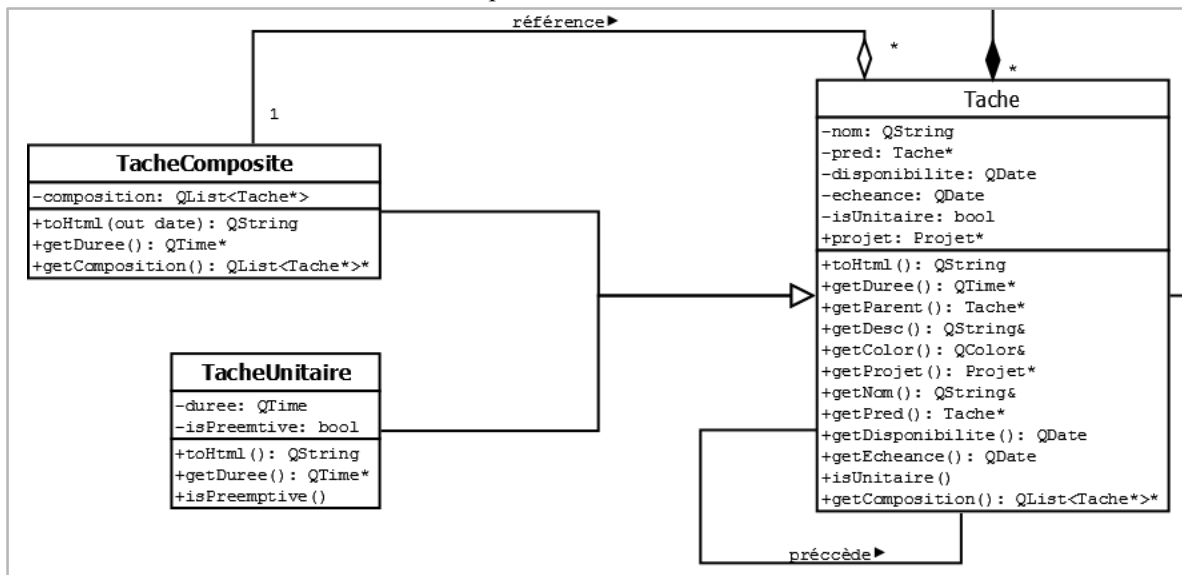 référence▶
*
*
1
TacheComposite
-composition: QList<Tache*>
+toHtml(out date): QString
+getDuree(): QTime*
+getComposition(): QList<Tache*>*
TacheUnitaire
-duree: QTime
-isPreemtive: bool
+toHtml(): QString
+getDuree(): QTime*
+isPreemptive()
Tache
-nom: QString
-pred: Tache*
-disponibilite: QDate
-echeance: QDate
-isUnitaire: bool
+projet: Projet*
+toHtml(): QString
+getDuree(): QTime*
+getParent(): Tache*
+getDesc(): QString&
+getColor(): QColor&
+getProjet(): Projet*
+getNom(): QString&
+getPred(): Tache*
+getDisponibilite(): QDate
+getEcheance(): QDate
+isUnitaire()
+getComposition(): QList<Tache*>*
préccède▶